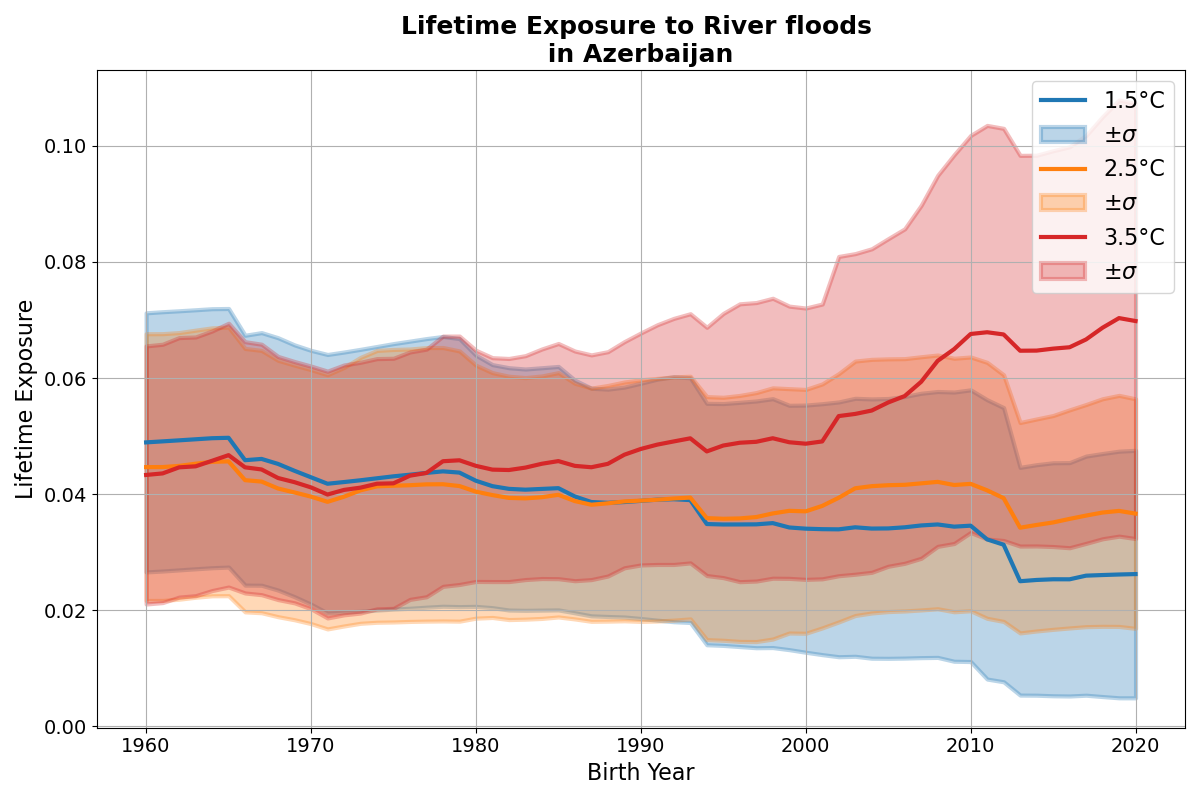 Lifetime Exposure to River floods
in Azerbaijan
Lifetime Exposure
0.10
0.08
0.06
0.04
0.02
0.00
1.5°C
±σ
2.5°C
±σ
3.5°C
±σ
1960 1970 1980 1990 2000 2010 2020
Birth Year